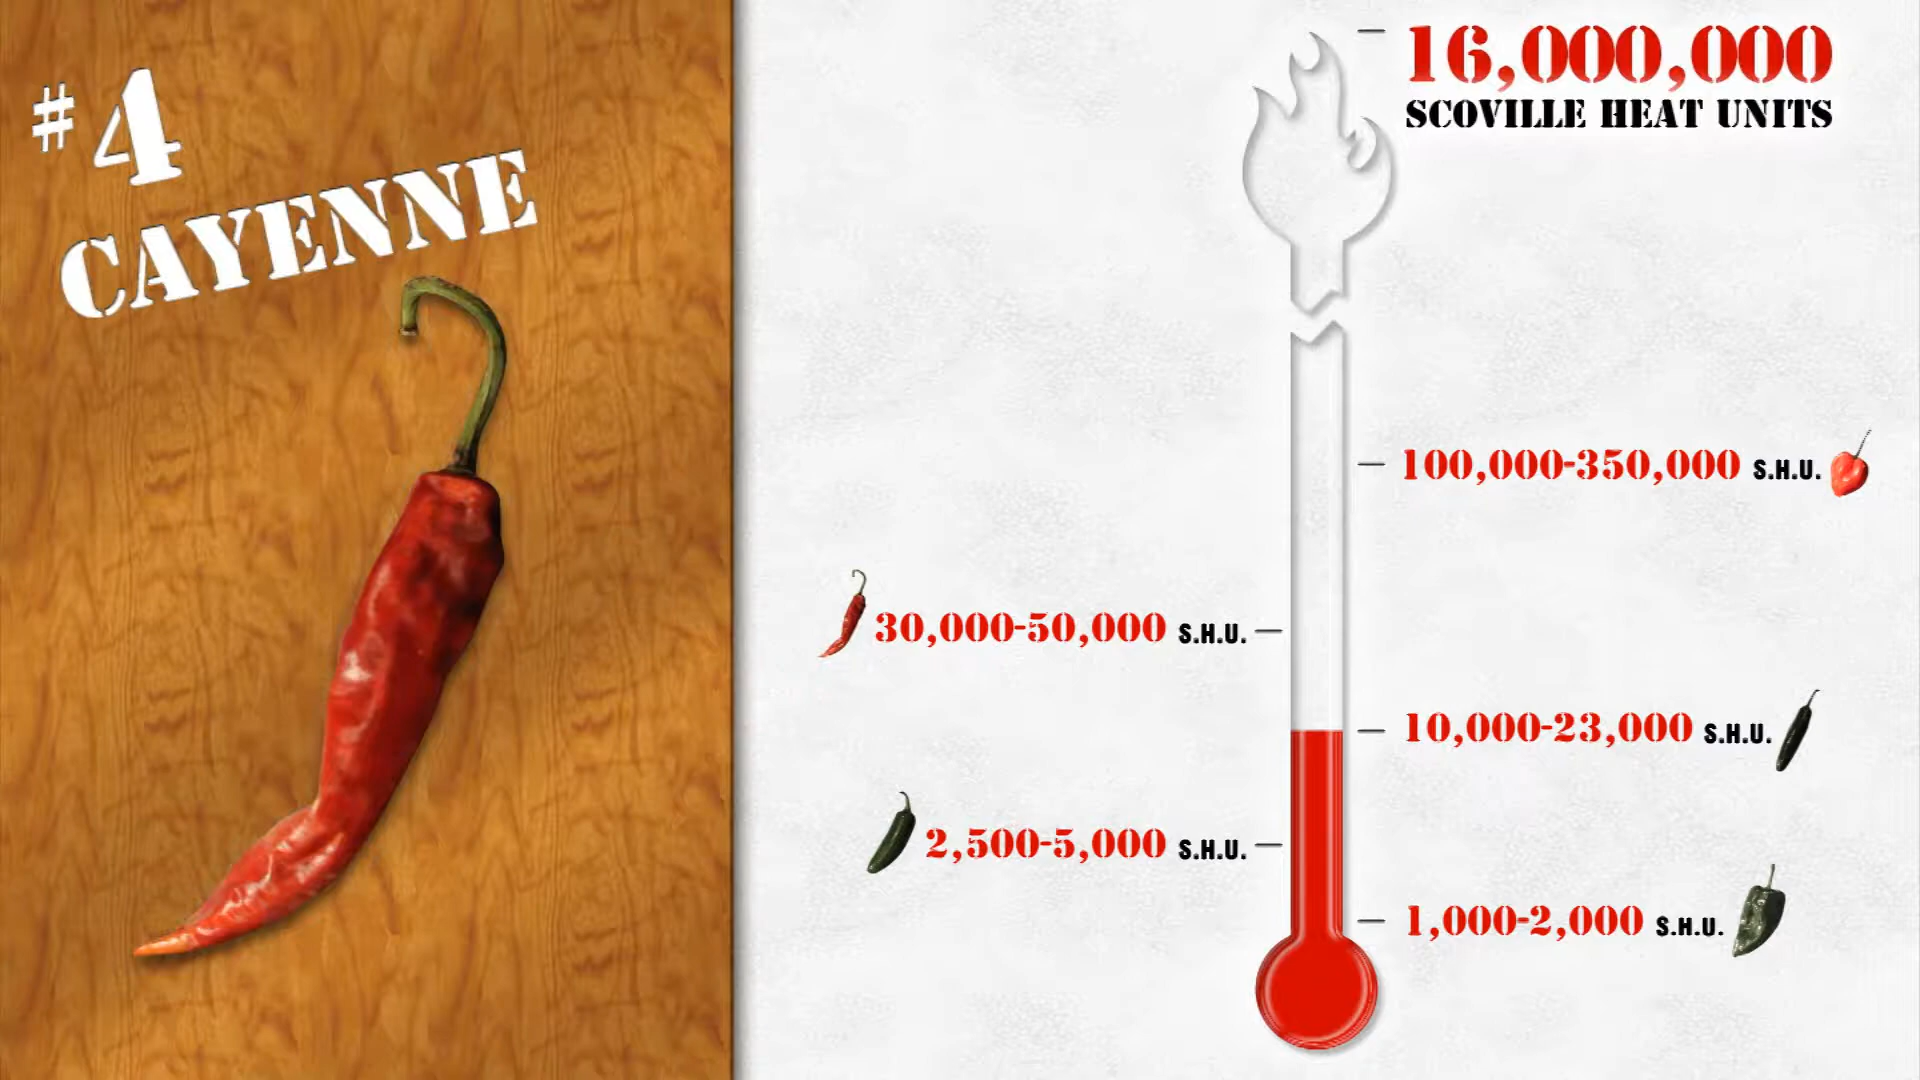 #4
CAYENNE
16,000,000
SCOVILLE HEAT UNITS
100,000-350,000 S.H.U.
30,000-50,000 S.H.U.
10,000-23,000 S.H.U.
2,500-5,000 S.H.U.
1,000-2,000 S.H.U.